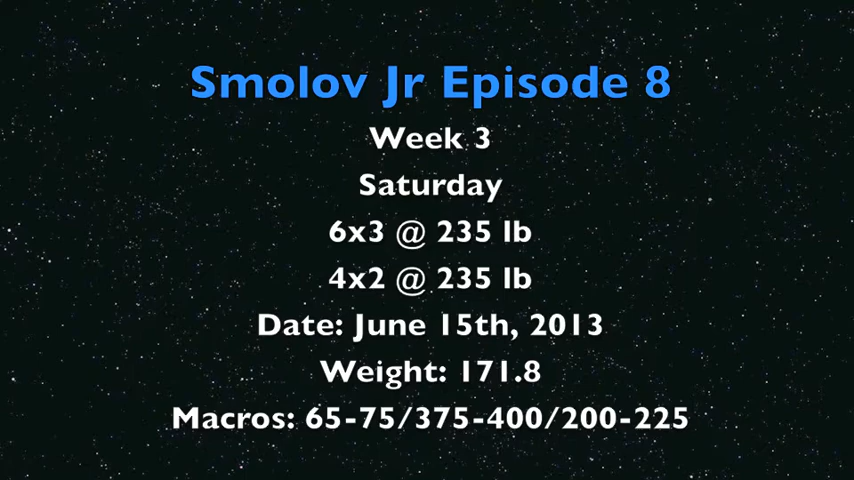 Smolov Jr Episode 8
Week 3
Saturday
6x3 @ 235 lb
4x2 @ 235 lb
Date: June 15th, 2013
Weight: 171.8
Macros: 65-75/375-400/200-225